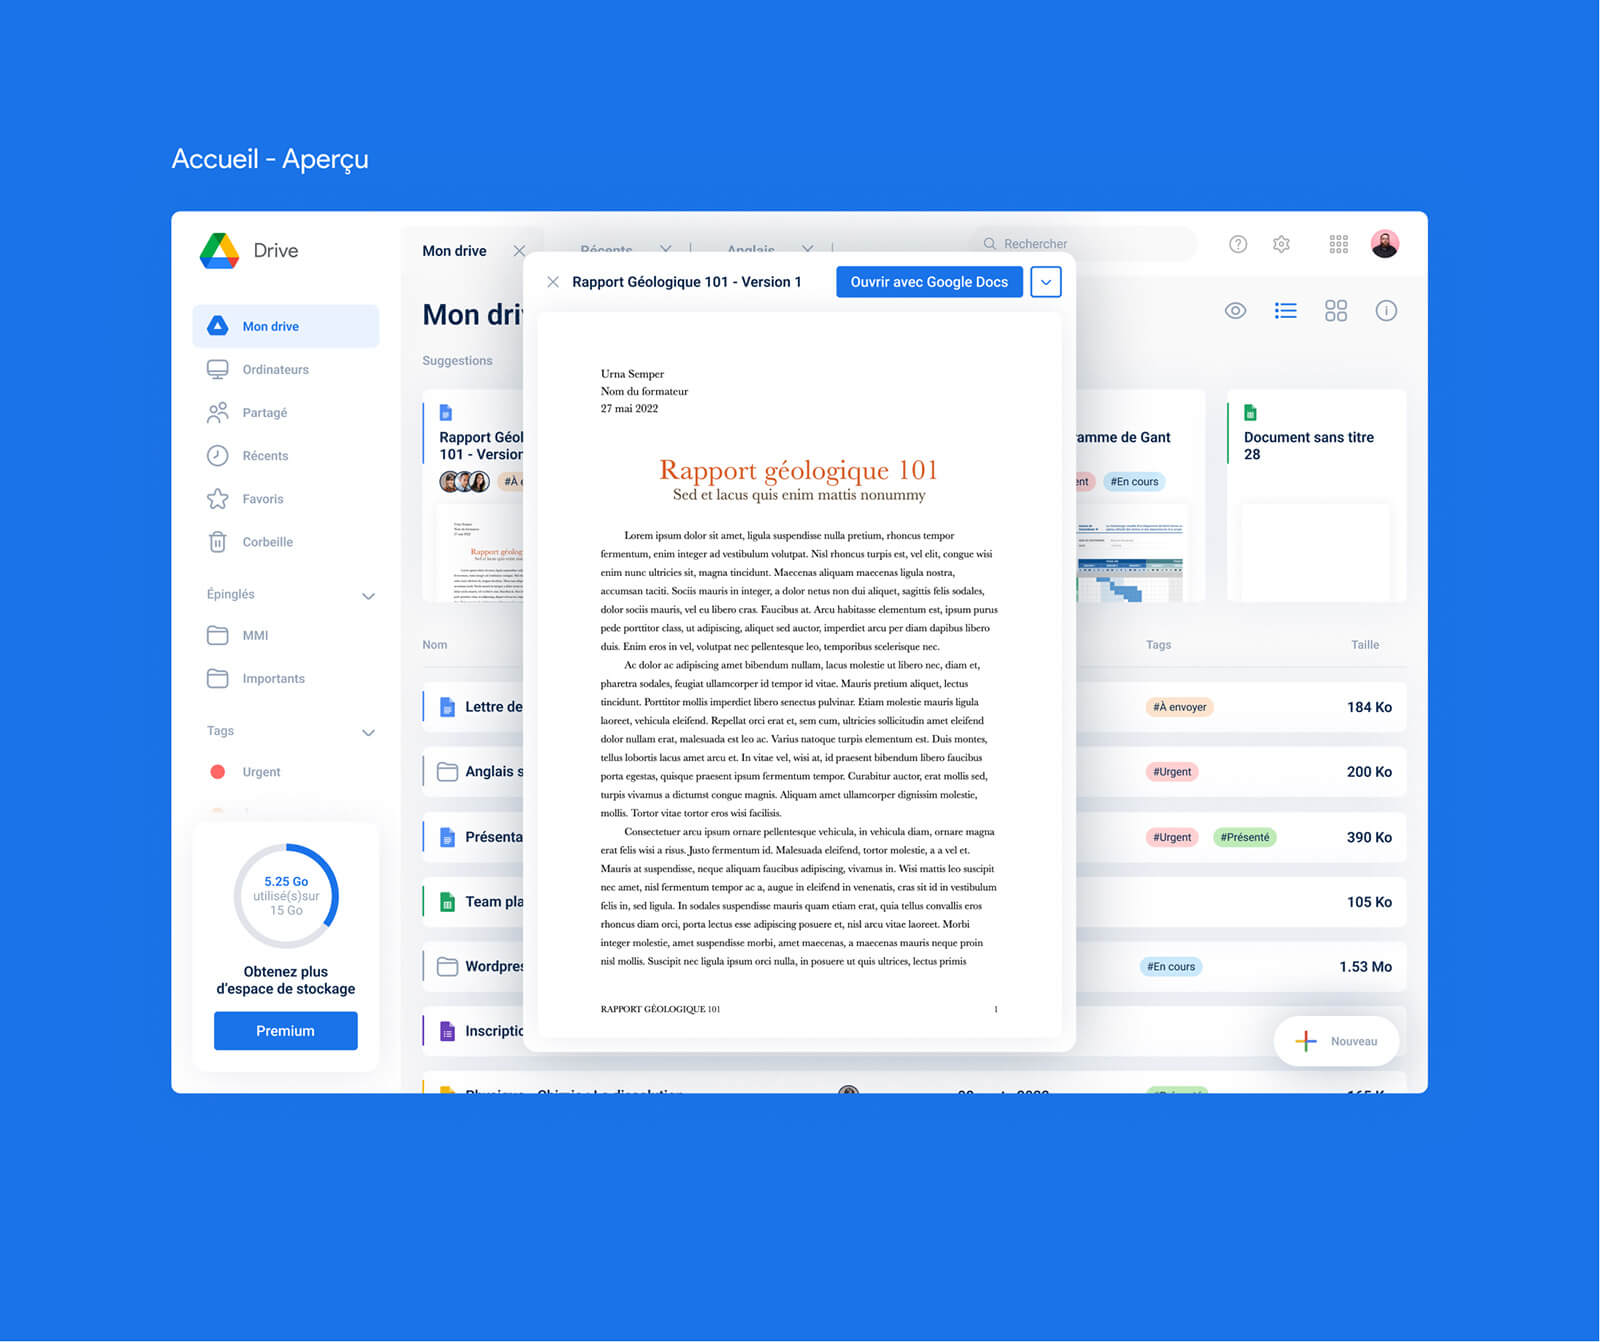 Accueil - Aperçu
Drive
Mon drive
Récents
Anglais
Rechercher
Mon drive
Ordinateurs
Partagé
Récents
Favoris
Corbeille
Épinglés
MMI
Importants
Tags
Urgent
5.25 Go
utilisé(s)sur
15 Go
Obtenez plus
d'espace de stockage
Premium
Mon
Suggestions
Rapport
101 - Version
#À
Urna Semper
Nom du formateur
27 mai 2022
Rapport
de Gant
#En cours
Document sans titre
28
Nom
Tags
Taille
Lettre de
#À envoyer
184 Ko
Anglais
#Urgent
200 Ko
#Urgent
#Présenté
390 Ko
Team
105 Ko
#En cours
1.53 Mo
Nouveau
Rapport Géologique 101 - Version 1
Ouvrir avec Google Docs
Urna Semper
Nom du formateur
27 mai 2022
Rapport géologique 101
Sed et lacus quis enim mattis nonummy
Lorem ipsum dolor sit amet, ligula suspendisse nulla pretium, rhoncus tempor
fermentum, enim integer ad vestibulum volutpat. Nisl rhoncus turpis est, vel elit, congue wisi
enim nunc ultricies sit, magna tincidunt. Maecenas aliquam maecenas ligula nostra,
accumsan taciti. Sociis mauris in integer, a dolor netus non dui aliquet, sagittis felis sodales,
dolor sociis mauris, vel eu libero cras. Faucibus at. Arcu habitasse elementum est, ipsum purus
pede porttitor class, ut adipiscing, aliquet sed auctor, imperdiet arcu per diam dapibus libero
duis. Enim eros in vel, volutpat nec pellentesque leo, temporibus scelerisque nec.
Ac dolor ac adipiscing amet bibendum nullam, lacus molestie ut libero nec, diam et,
pharetra sodales, feugiat ullamcorper id tempor id vitae. Mauris pretium aliquet, lectus
tincidunt. Porttitor mollis imperdiet libero senectus pulvinar. Etiam molestie mauris ligula
laoreet, vehicula eleifend. Repellat orci erat et, sem cum, ultricies sollicitudin amet eleifend
dolor nullam erat, malesuada est leo ac. Varius natoque turpis elementum est. Duis montes,
tellus lobortis lacus amet arcu et. In vitae vel, wisi at, id praesent bibendum libero faucibus
porta egestas, quisque praesent ipsum fermentum tempor. Curabitur auctor, erat mollis sed,
turpis vivamus a dictumst congue magnis. Aliquam amet ullamcorper dignissim molestie,
mollis. Tortor vitae tortor eros wisi facilisis.
Consectetuer arcu ipsum ornare pellentesque vehicula, in vehicula diam, ornare magna
erat felis wisi a risus. Justo fermentum id. Malesuada eleifend, tortor molestie, a a vel et.
Mauris at suspendisse, neque aliquam faucibus adipiscing, vivamus in. Wisi mattis leo suscipit
nec amet, nisl fermentum tempor ac a, augue in eleifend in venenatis, cras sit id in vestibulum
felis in, sed ligula. In sodales suspendisse mauris quam etiam erat, quia tellus convallis eros
rhoncus diam orci, porta lectus esse adipiscing posuere et, nisl arcu vitae laoreet. Morbi
integer molestie, amet suspendisse morbi, amet maecenas, a maecenas mauris neque proin
nisl mollis. Suscipit nec ligula ipsum orci nulla, in posuere ut quis ultrices, lectus primis
RAPPORT GÉOLOGIQUE 101
1